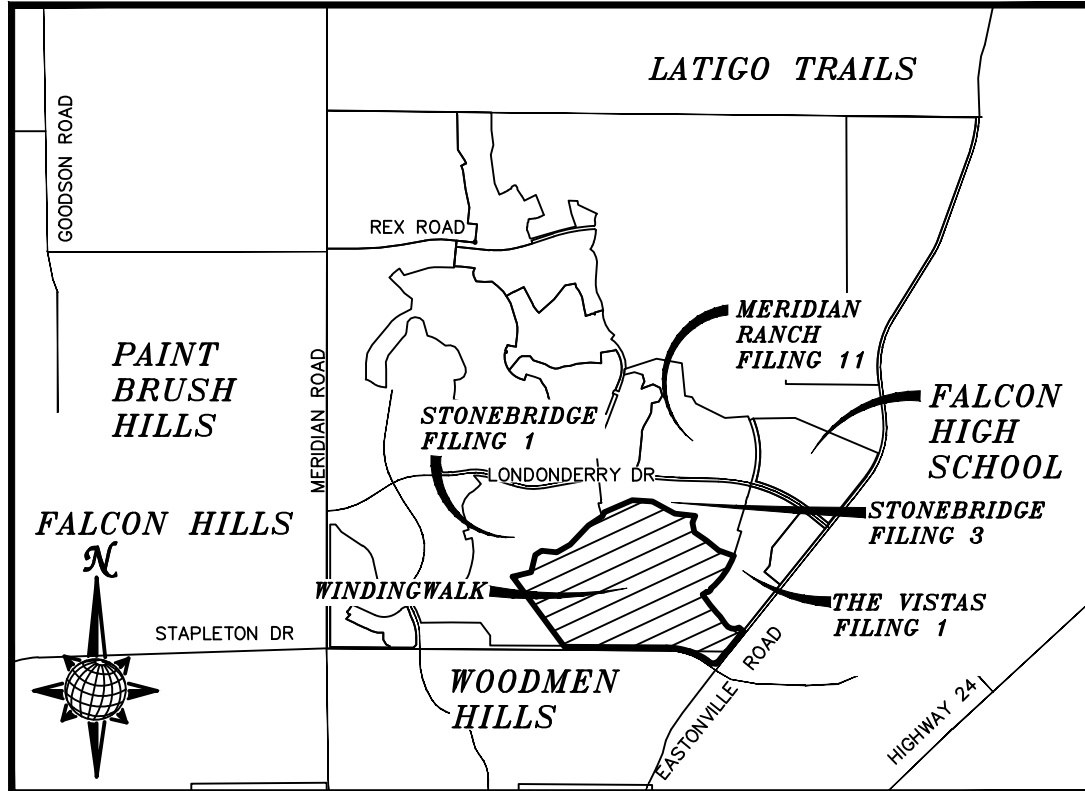 LATIGO TRAILS
GOODSON ROAD
REX ROAD
MERIDIAN
RANCH
FILING 11
PAINT
BRUSH
HILLS
MERIDIAN ROAD
STONEBRIDGE
FILING 1
FALCON
HIGH
SCHOOL
LONDONDERRY DR
FALCON HILLS
STONEBRIDGE
FILING 3
N
WINDINGWALK
THE VISTAS
FILING 1
STAPLETON DR
WOODMEN
HILLS
EASTONVILLE ROAD
HIGHWAY 24